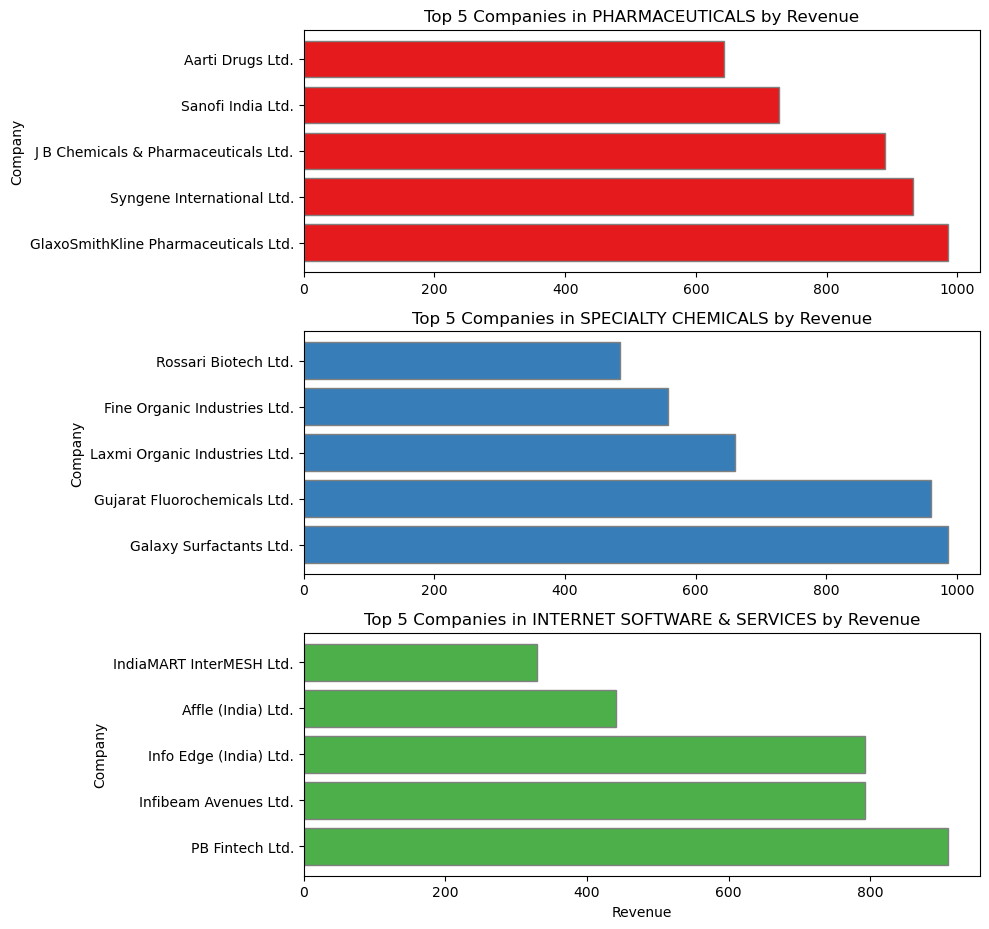 Top 5 Companies in PHARMACEUTICALS by Revenue
Company
Aarti Drugs Ltd.
Sanofi India Ltd.
J B Chemicals & Pharmaceuticals Ltd.
Syngene International Ltd.
GlaxoSmithKline Pharmaceuticals Ltd.
0 200 400 600 800 1000
Top 5 Companies in SPECIALTY CHEMICALS by Revenue
Company
Rossari Biotech Ltd.
Fine Organic Industries Ltd.
Laxmi Organic Industries Ltd.
Gujarat Fluorochemicals Ltd.
Galaxy Surfactants Ltd.
0 200 400 600 800 1000
Top 5 Companies in INTERNET SOFTWARE & SERVICES by Revenue
Company
IndiaMART InterMESH Ltd.
Affle (India) Ltd.
Info Edge (India) Ltd.
Infibeam Avenues Ltd.
PB Fintech Ltd.
0 200 400 600 800
Revenue